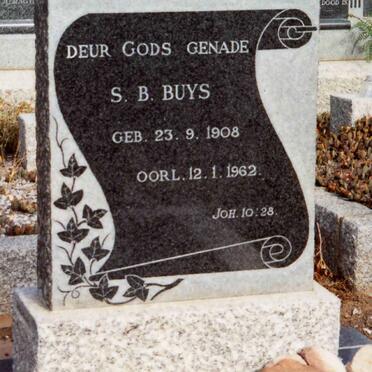 DEUR GODS GENADE
S. B. BUYS
GEB. 23. 9. 1908
OORL. 12. 1. 1962.
JOH. 10: 28.